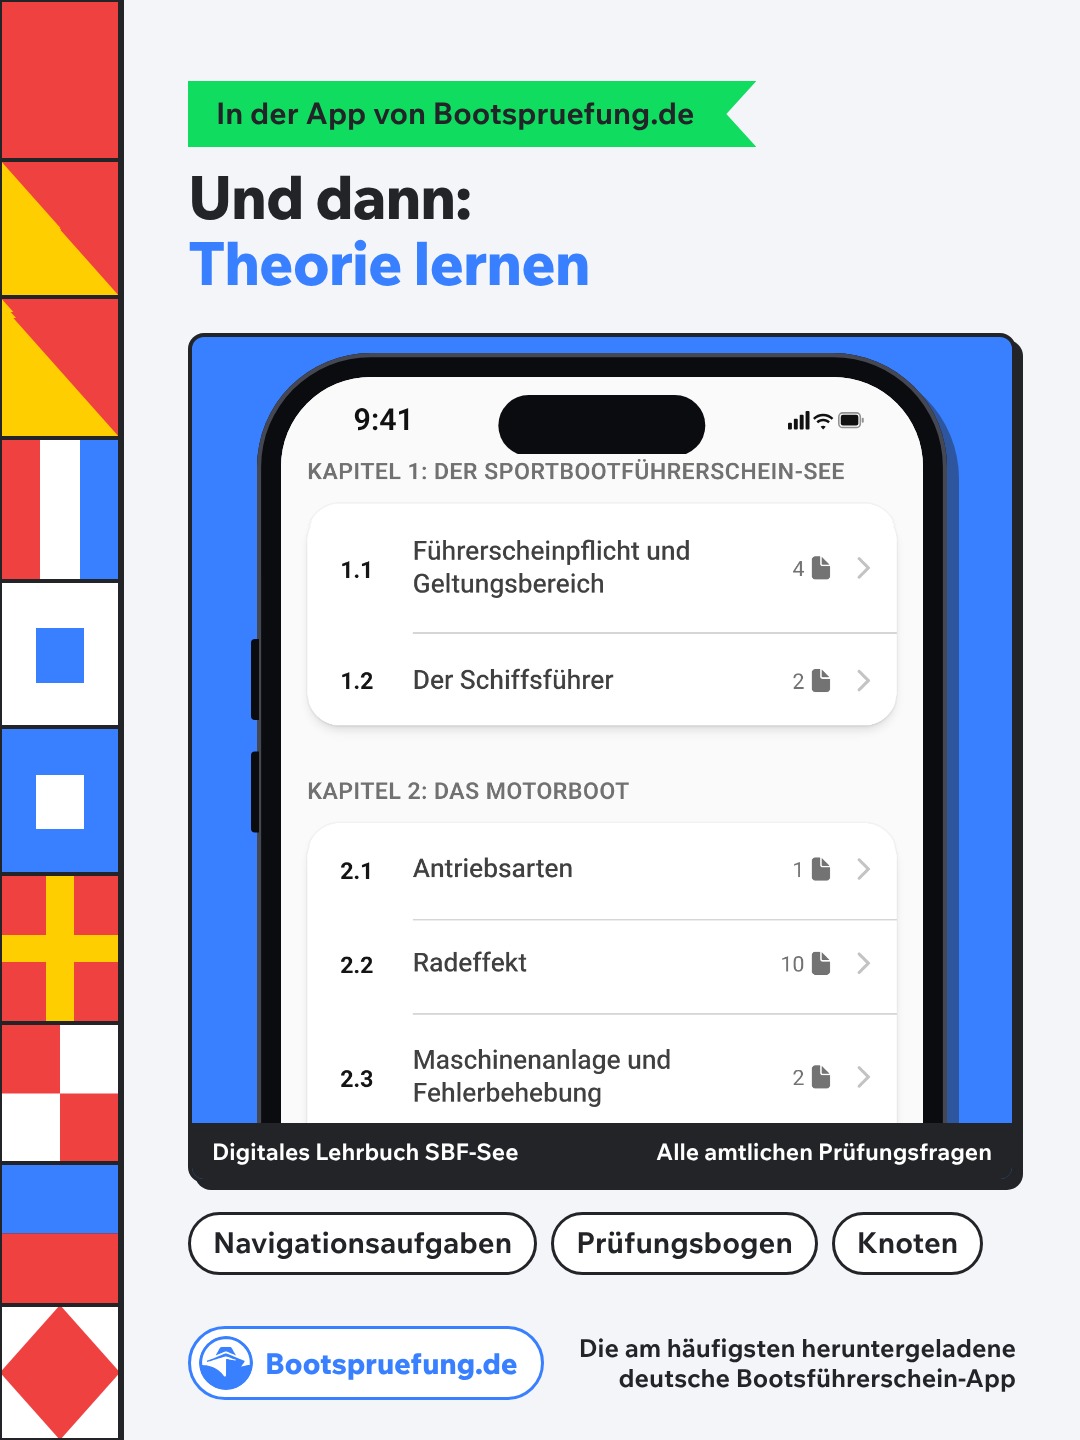 In der App von Bootspruefung.de
Und dann:
Theorie lernen
9:41
KAPITEL 1: DER SPORTBOOTFÜHRERSCHEIN-SEE
1.1 Führerscheinpflicht und Geltungsbereich 4
1.2 Der Schiffsführer 2
KAPITEL 2: DAS MOTORBOOT
2.1 Antriebsarten 1
2.2 Radeffekt 10
2.3 Maschinenanlage und Fehlerbehebung 2
Digitales Lehrbuch SBF-See Alle amtlichen Prüfungsfragen
Navigationsaufgaben Prüfungsbogen Knoten
Bootspruefung.de
Die am häufigsten heruntergeladene
deutsche Bootsführerschein-App